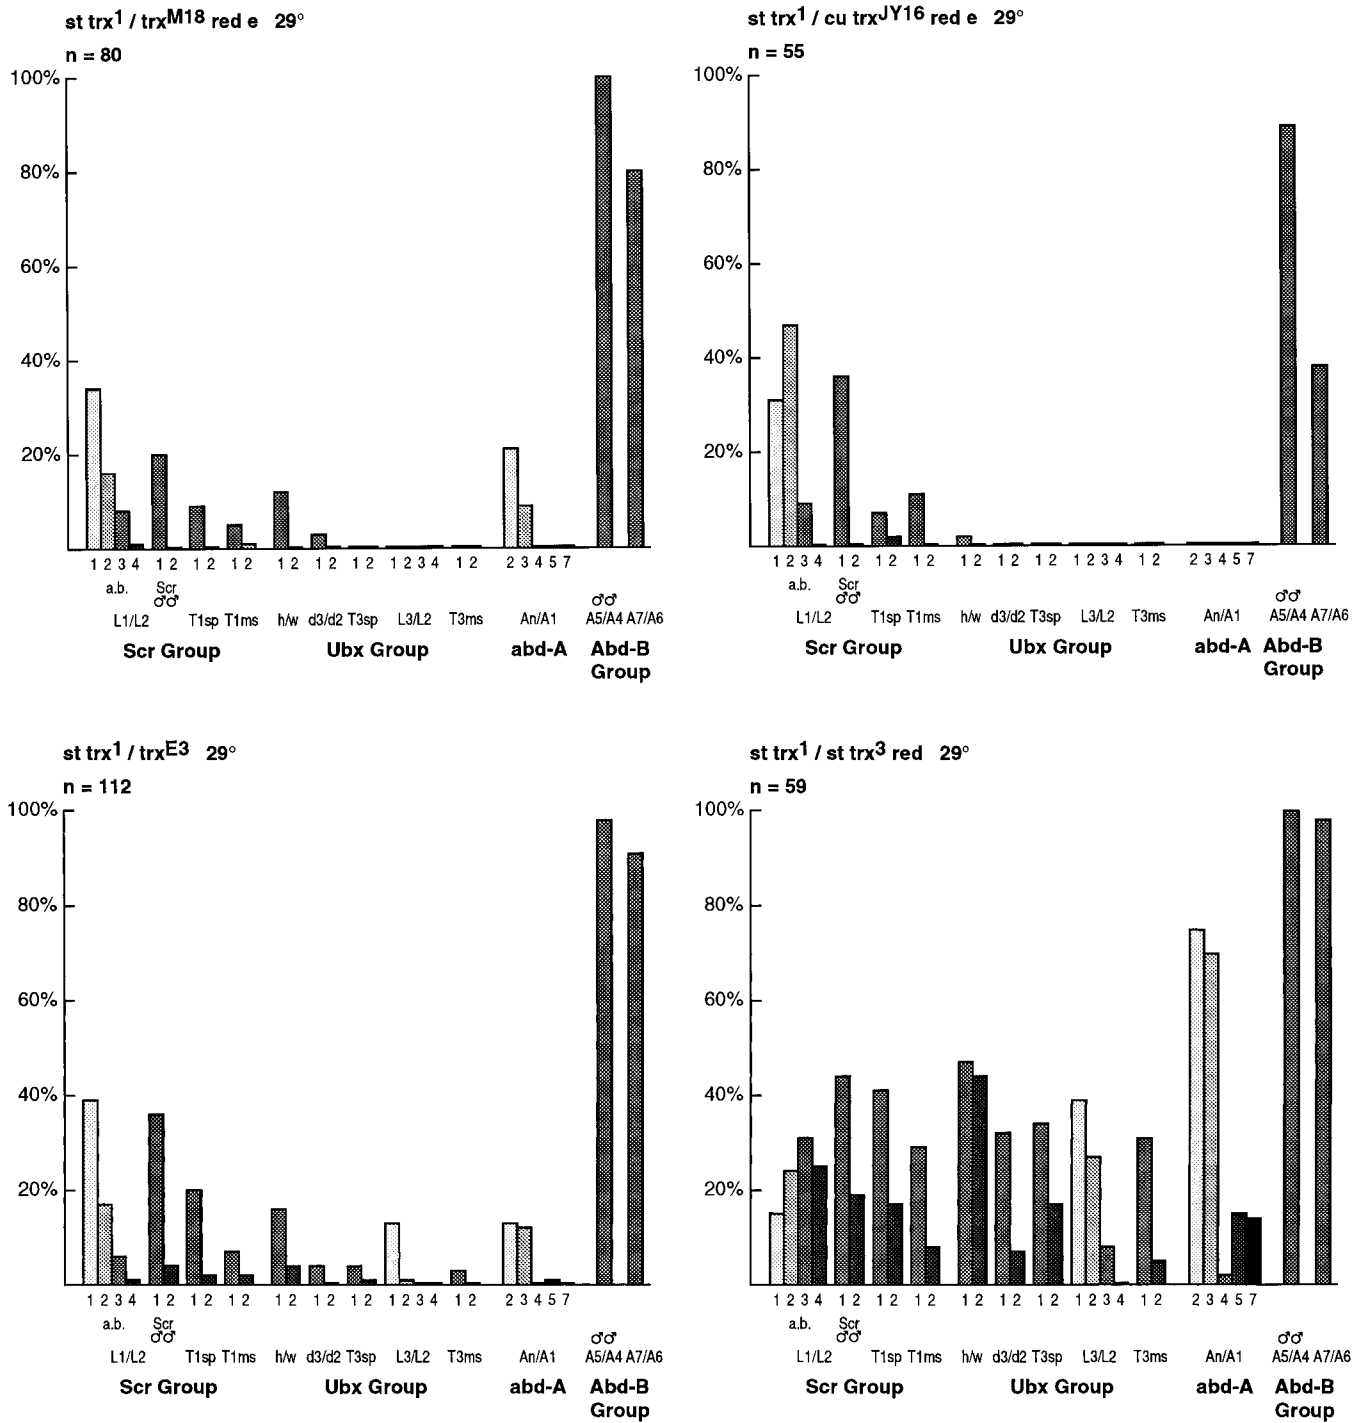 st trx1 / trxM18 red e 29°
n = 80
100%
80%
60%
40%
20%
1 2 3 4 1 2 1 2 1 2 1 2 1 2 1 2 1 2 3 4 1 2 2 3 4 5 7
a.b. Scr
♂♂ ♂♂
L1/L2 T1sp T1ms h/w d3/d2 T3sp L3/L2 T3ms An/A1 A5/A4 A7/A6
Scr Group Ubx Group abd-A Abd-B
Group
st trx1 / cu trxJY16 red e 29°
n = 55
100%
80%
60%
40%
20%
1 2 3 4 1 2 1 2 1 2 1 2 1 2 1 2 1 2 3 4 1 2 2 3 4 5 7
a.b. Scr
♂♂ ♂♂
L1/L2 T1sp T1ms h/w d3/d2 T3sp L3/L2 T3ms An/A1 A5/A4 A7/A6
Scr Group Ubx Group abd-A Abd-B
Group
st trx1 / trxE3 29°
n = 112
100%
80%
60%
40%
20%
1 2 3 4 1 2 1 2 1 2 1 2 1 2 1 2 1 2 3 4 1 2 2 3 4 5 7
a.b. Scr
♂♂ ♂♂
L1/L2 T1sp T1ms h/w d3/d2 T3sp L3/L2 T3ms An/A1 A5/A4 A7/A6
Scr Group Ubx Group abd-A Abd-B
Group
st trx1 / st trx3 red 29°
n = 59
100%
80%
60%
40%
20%
1 2 3 4 1 2 1 2 1 2 1 2 1 2 1 2 1 2 3 4 1 2 2 3 4 5 7
a.b. Scr
♂♂ ♂♂
L1/L2 T1sp T1ms h/w d3/d2 T3sp L3/L2 T3ms An/A1 A5/A4 A7/A6
Scr Group Ubx Group abd-A Abd-B
Group